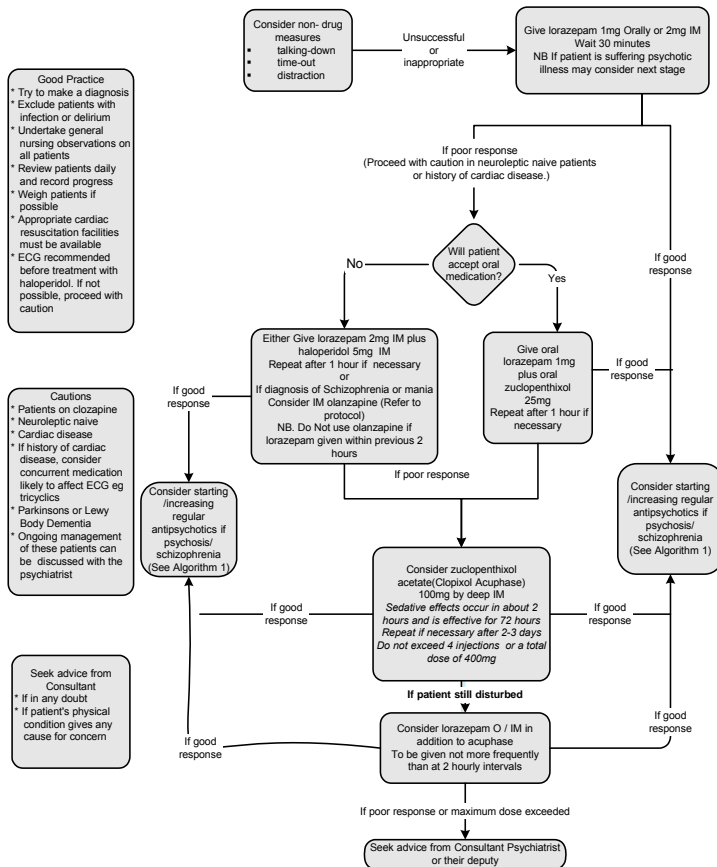 Consider non- drug
measures
▪ talking-down
▪ time-out
▪ distraction
Unsuccessful
or
inappropriate
Give lorazepam 1mg Orally or 2mg IM
Wait 30 minutes
NB If patient is suffering psychotic
illness may consider next stage
Good Practice
* Try to make a diagnosis
* Exclude patients with
infection or delirium
* Undertake general
nursing observations on
all patients
* Review patients daily
and record progress
* Weigh patients if
possible
* Appropriate cardiac
resuscitation facilities
must be available
* ECG recommended
before treatment with
haloperidol. If not
possible, proceed with
caution
If poor response
(Proceed with caution in neuroleptic naive patients
or history of cardiac disease.)
If good
response
Will patient
accept oral
medication?
No
Yes
Either Give lorazepam 2mg IM plus
haloperidol 5mg IM
Repeat after 1 hour if necessary
or
If diagnosis of Schizophrenia or mania
Consider IM olanzapine (Refer to
protocol)
NB. Do Not use olanzapine if
lorazepam given within previous 2
hours
Give oral
lorazepam 1mg
plus oral
zuclopenthixol
25mg
Repeat after 1 hour if
necessary
If good
response
If good
response
If poor response
Cautions
* Patients on clozapine
* Neuroleptic naive
* Cardiac disease
* If history of cardiac
disease, consider
concurrent medication
likely to affect ECG eg
tricyclics
* Parkinsons or Lewy
Body Dementia
* Ongoing management
of these patients can
be discussed with the
psychiatrist
Consider starting
/increasing
regular
antipsychotics if
psychosis/
schizophrenia
(See Algorithm 1)
Consider starting
/increasing regular
antipsychotics if
psychosis/
schizophrenia
(See Algorithm 1)
Consider zuclopenthixol
acetate(Clopixol Acuphase)
100mg by deep IM
Sedative effects occur in about 2
hours and is effective for 72 hours
Repeat if necessary after 2-3 days
Do not exceed 4 injections or a total
dose of 400mg
If good
response
If good
response
If patient still disturbed
Seek advice from
Consultant
* If in any doubt
* If patient's physical
condition gives any
cause for concern
Consider lorazepam O / IM in
addition to acuphase
To be given not more frequently
than at 2 hourly intervals
If good
response
If good
response
If poor response or maximum dose exceeded
Seek advice from Consultant Psychiatrist
or their deputy